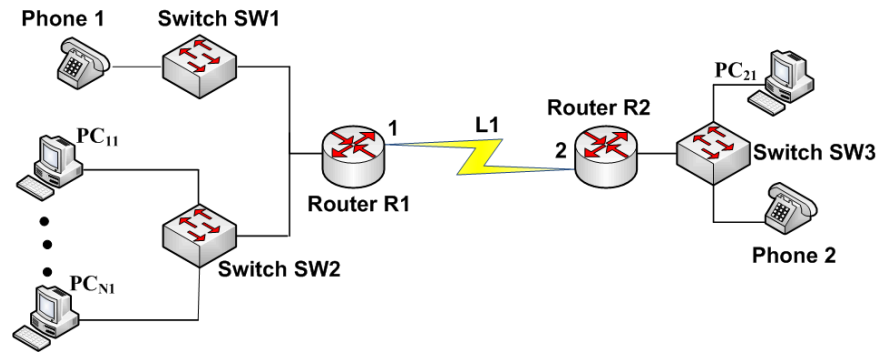 Phone 1
Switch SW1
PC11
1
L1
Router R2
PC21
2
Switch SW3
Router R1
Switch SW2
Phone 2
PCN1